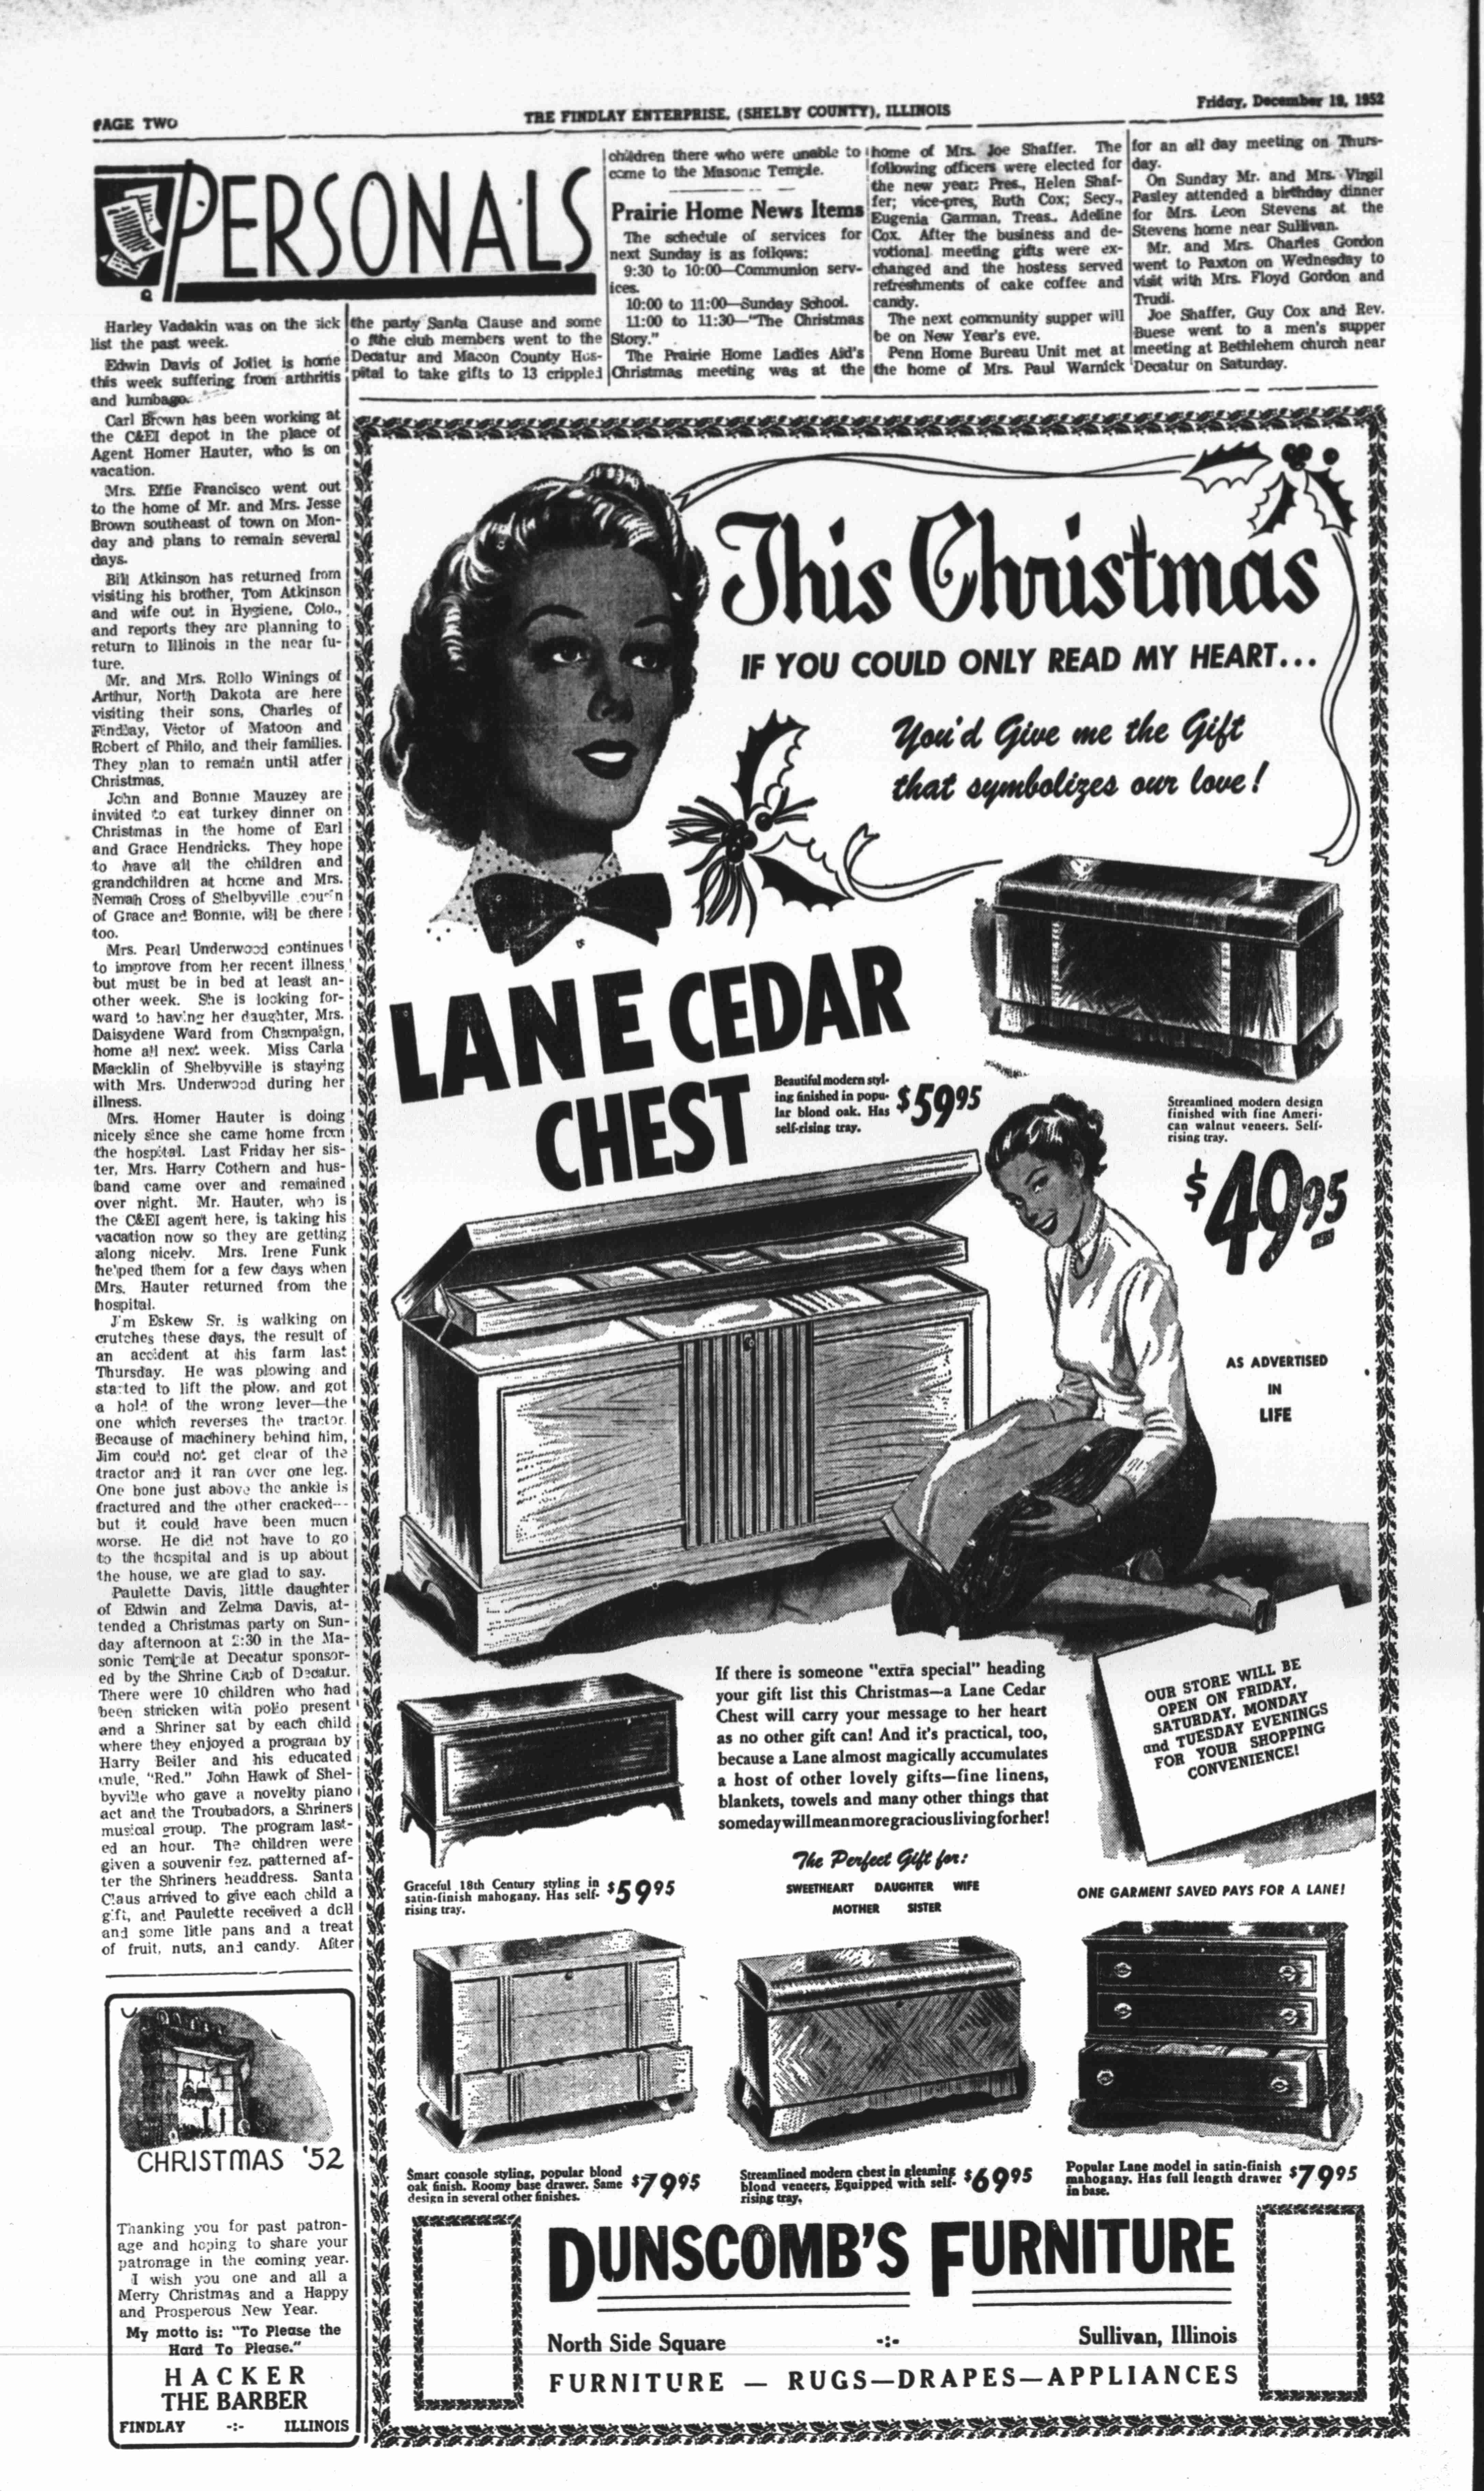 PAGE TWO
THE FINDLAY ENTERPRISE, (SHELBY COUNTY), ILLINOIS
Friday, December 19, 1952
PERSONALS
Harley Vadakin was on the sick
list the past week.
Edwin Davis of Joliet is home
this week suffering from arthritis
and lumbago.
Carl Brown has been working at
the C&EI depot in the place of
Agent Homer Hauter, who is on
vacation.
Mrs. Effie Francisco went out
to the home of Mr. and Mrs. Jesse
Brown southeast of town on Mon-
day and plans to remain several
days.
Bill Atkinson has returned from
visiting his brother, Tom Atkinson
and wife out in Hygiene, Colo.,
and reports they are planning to
return to Illinois in the near fu-
ture.
Mr. and Mrs. Rollo Winings of
Arthur, North Dakota are here
visiting their sons, Charles of
Findlay, Victor of Matoon and
Robert of Philo, and their families.
They plan to remain until atfer
Christmas.
John and Bonnie Mauzey are
invited to eat turkey dinner on
Christmas in the home of Earl
and Grace Hendricks. They hope
to have all the children and
grandchildren at home and Mrs.
Nemah Cross of Shelbyville
of Grace and Bonnie, will be there
too.
Mrs. Pearl Underwood continues
to improve from her recent illness,
but must be in bed at least an-
other week. She is looking for-
ward to having her daughter, Mrs.
Daisydene Ward from Champaign,
home all next week. Miss Carla
Macklin of Shelbyville is staying
with Mrs. Underwood during her
illness.
Mrs. Homer Hauter is doing
nicely since she came home from
the hospital. Last Friday her sis-
ter, Mrs. Harry Cothern and hus-
band came over and remained
over night. Mr. Hauter, who is
the C&EI agent here, is taking his
vacation now so they are getting
along nicely. Mrs. Irene Funk
helped them for a few days when
Mrs. Hauter returned from the
hospital.
Jim Eskew Sr. is walking on
crutches these days, the result of
an accident at his farm last
Thursday. He was plowing and
started to lift the plow, and got
a hold of the wrong lever—the
one which reverses the tractor.
Because of machinery behind him,
Jim could not get clear of the
tractor and it ran over one leg.
One bone just above the ankle is
fractured and the other cracked--
but it could have been much
worse. He did not have to go
to the hospital and is up about
the house, we are glad to say.
Paulette Davis, little daughter
of Edwin and Zelma Davis, at-
tended a Christmas party on Sun-
day afternoon at 2:30 in the Ma-
sonic Temple at Decatur sponsor-
ed by the Shrine Club of Decatur.
There were 10 children who had
been stricken with polio present
and a Shriner sat by each child
where they enjoyed a program by
Harry Beiler and his educated
mule, "Red." John Hawk of Shel-
byville who gave a novelty piano
act and the Troubadors, a Shriners
musical group. The program last-
ed an hour. The children were
given a souvenir fez, patterned af-
ter the Shriners headdress. Santa
Claus arrived to give each child a
gift, and Paulette received a doll
and some litle pans and a treat
of fruit, nuts, and candy. After
the party Santa Clause and some
o fthe club members went to the
Decatur and Macon County Hos-
pital to take gifts to 13 crippled
children there who were unable to
come to the Masonic Temple.
Prairie Home News Items
The schedule of services for
next Sunday is as follows:
9:30 to 10:00—Communion serv-
ices.
10:00 to 11:00—Sunday School.
11:00 to 11:30—"The Christmas
Story."
The Prairie Home Ladies Aid's
Christmas meeting was at the
home of Mrs. Joe Shaffer. The
following officers were elected for
the new year: Pres., Helen Shaf-
fer; vice-pres, Ruth Cox; Secy.,
Eugenia Garman, Treas., Adeline
Cox. After the business and de-
votional meeting gifts were ex-
changed and the hostess served
refreshments of cake coffee and
candy.
The next community supper will
be on New Year's eve.
Penn Home Bureau Unit met at
the home of Mrs. Paul Warnick
for an all day meeting on Thurs-
day.
On Sunday Mr. and Mrs. Virgil
Pasley attended a birthday dinner
for Mrs. Leon Stevens at the
Stevens home near Sullivan.
Mr. and Mrs. Charles Gordon
went to Paxton on Wednesday to
visit with Mrs. Floyd Gordon and
Trudi.
Joe Shaffer, Guy Cox and Rev.
Buese went to a men's supper
meeting at Bethlehem church near
Decatur on Saturday.
CHRISTMAS '52
Thanking you for past patron-
age and hoping to share your
patronage in the coming year.
I wish you one and all a
Merry Christmas and a Happy
and Prosperous New Year.
My motto is: "To Please the
Hard To Please."
HACKER
THE BARBER
FINDLAY -:- ILLINOIS
This Christmas
IF YOU COULD ONLY READ MY HEART...
You'd Give me the Gift
that symbolizes our love!
LANE CEDAR
CHEST
Beautiful modern styl-
ing finished in popu-
lar blond oak. Has
self-rising tray.
$59.95
Streamlined modern design
finished with fine Ameri-
can walnut veneers. Self-
rising tray.
$49.95
AS ADVERTISED
IN
LIFE
If there is someone "extra special" heading
your gift list this Christmas—a Lane Cedar
Chest will carry your message to her heart
as no other gift can! And it's practical, too,
because a Lane almost magically accumulates
a host of other lovely gifts—fine linens,
blankets, towels and many other things that
someday will mean more gracious living for her!
OUR STORE WILL BE
OPEN ON FRIDAY,
SATURDAY, MONDAY
and TUESDAY EVENINGS
FOR YOUR SHOPPING
CONVENIENCE!
The Perfect Gift for:
SWEETHEART DAUGHTER WIFE
MOTHER SISTER
Graceful 18th Century styling in
satin-finish mahogany. Has self-
rising tray.
$59.95
ONE GARMENT SAVED PAYS FOR A LANE!
Smart console styling, popular blond
oak finish. Roomy base drawer. Same
design in several other finishes.
$79.95
Streamlined modern chest in gleaming
blond veneers. Equipped with self-
rising tray.
$69.95
Popular Lane model in satin-finish
mahogany. Has full length drawer
in base.
$79.95
DUNSCOMB'S FURNITURE
North Side Square -:- Sullivan, Illinois
FURNITURE — RUGS—DRAPES—APPLIANCES